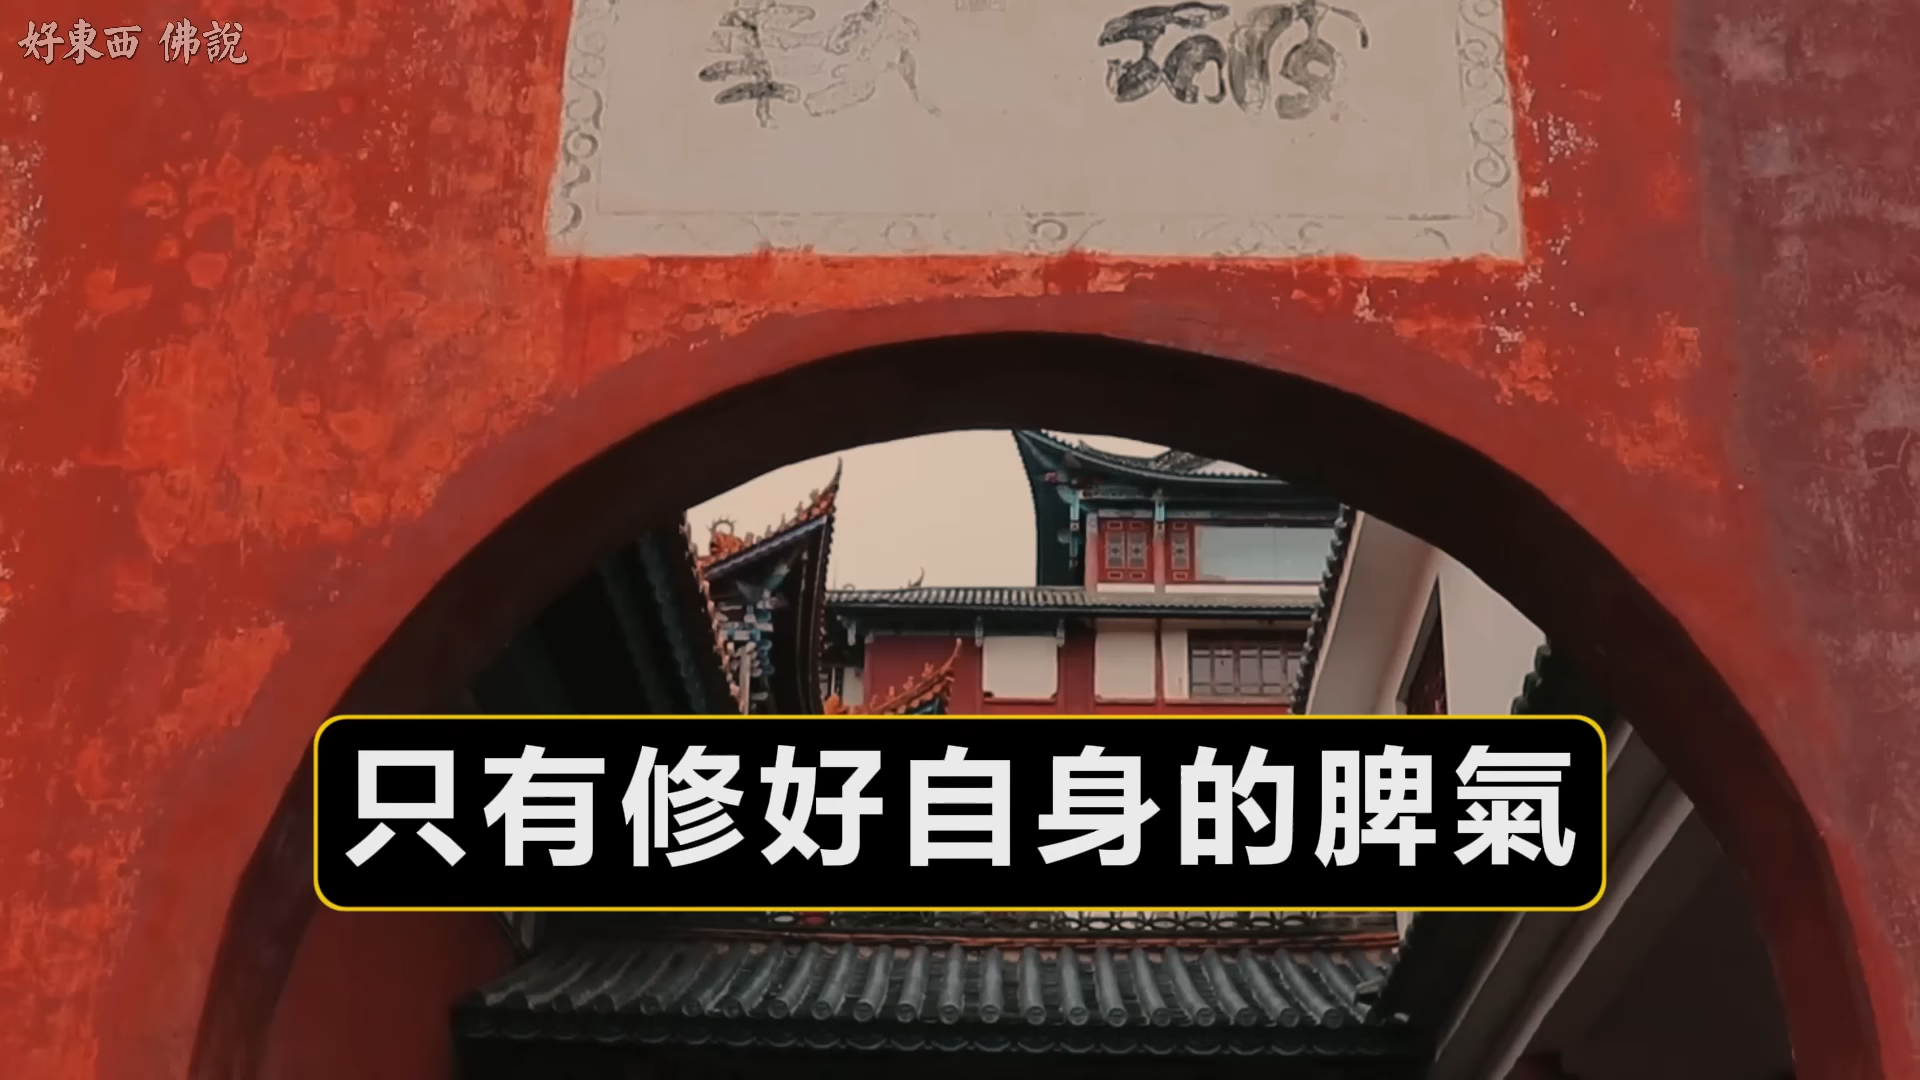 好東西 佛說
只有修好自身的脾氣